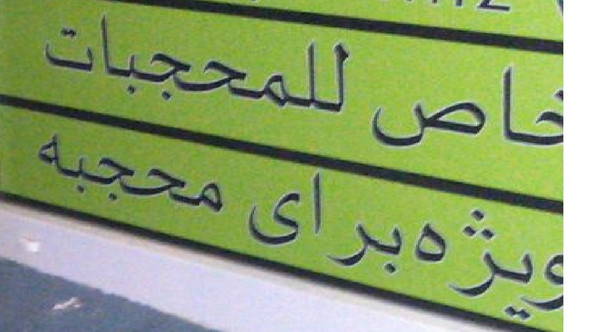 خاص للمحجبات
ویژه برای محجبه